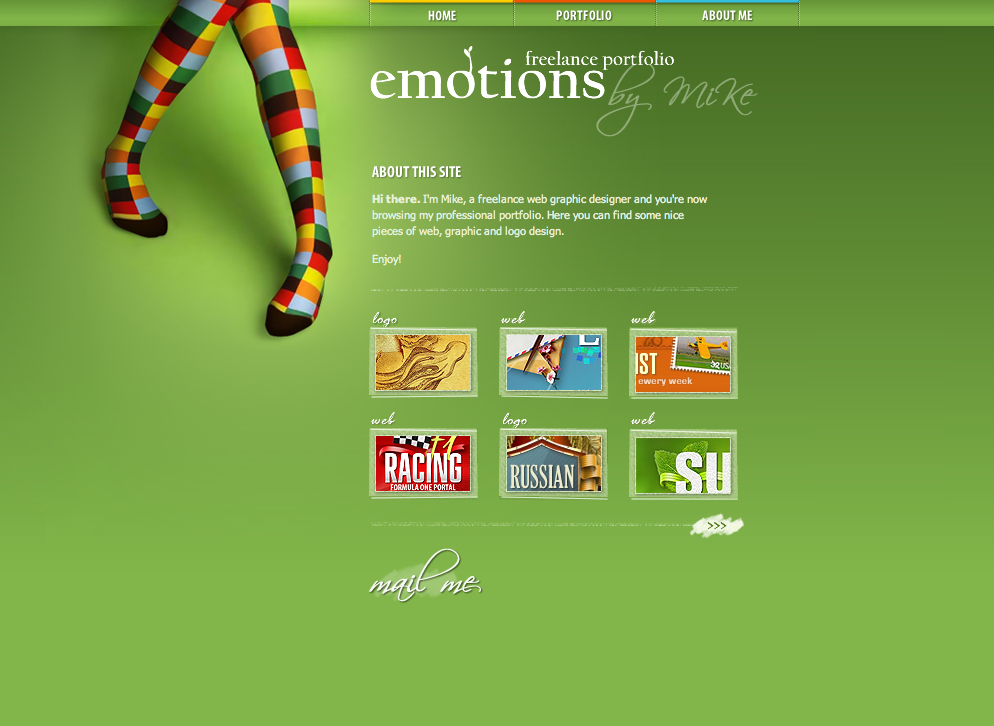 HOME PORTFOLIO ABOUT ME
freelance portfolio
emotions
by MiKe
ABOUT THIS SITE
Hi there. I'm Mike, a freelance web graphic designer and you're now
browsing my professional portfolio. Here you can find some nice
pieces of web, graphic and logo design.
Enjoy!
logo web web
IST
ewery week
web logo web
f1
RACING
FORMULA ONE PORTAL
RUSSIAN
SU
>>>
mail me